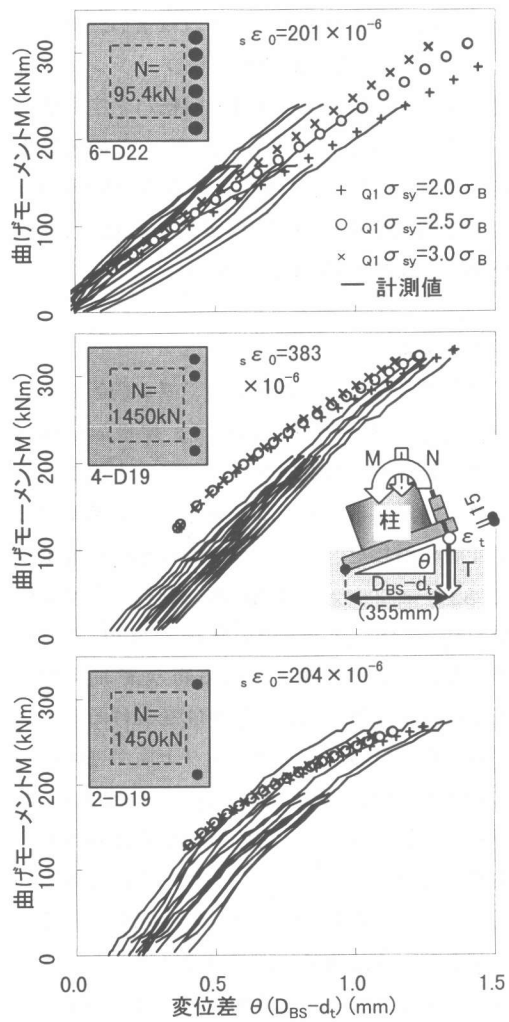 曲げモーメントM (kNm)
300
200
100
0
N=
95.4kN
6-D22
sε0=201×10-6
+ Q1σsy=2.0σB
○ Q1σsy=2.5σB
× Q1σsy=3.0σB
— 計測値
曲げモーメントM (kNm)
300
200
100
0
N=
1450kN
4-D19
sε0=383
×10-6
M
N
柱
15
εt
θ
T
DBS-dt
(355mm)
曲げモーメントM (kNm)
300
200
100
0
N=
1450kN
2-D19
sε0=204×10-6
0.0 0.5 1.0 1.5
変位差 θ(DBS-dt) (mm)